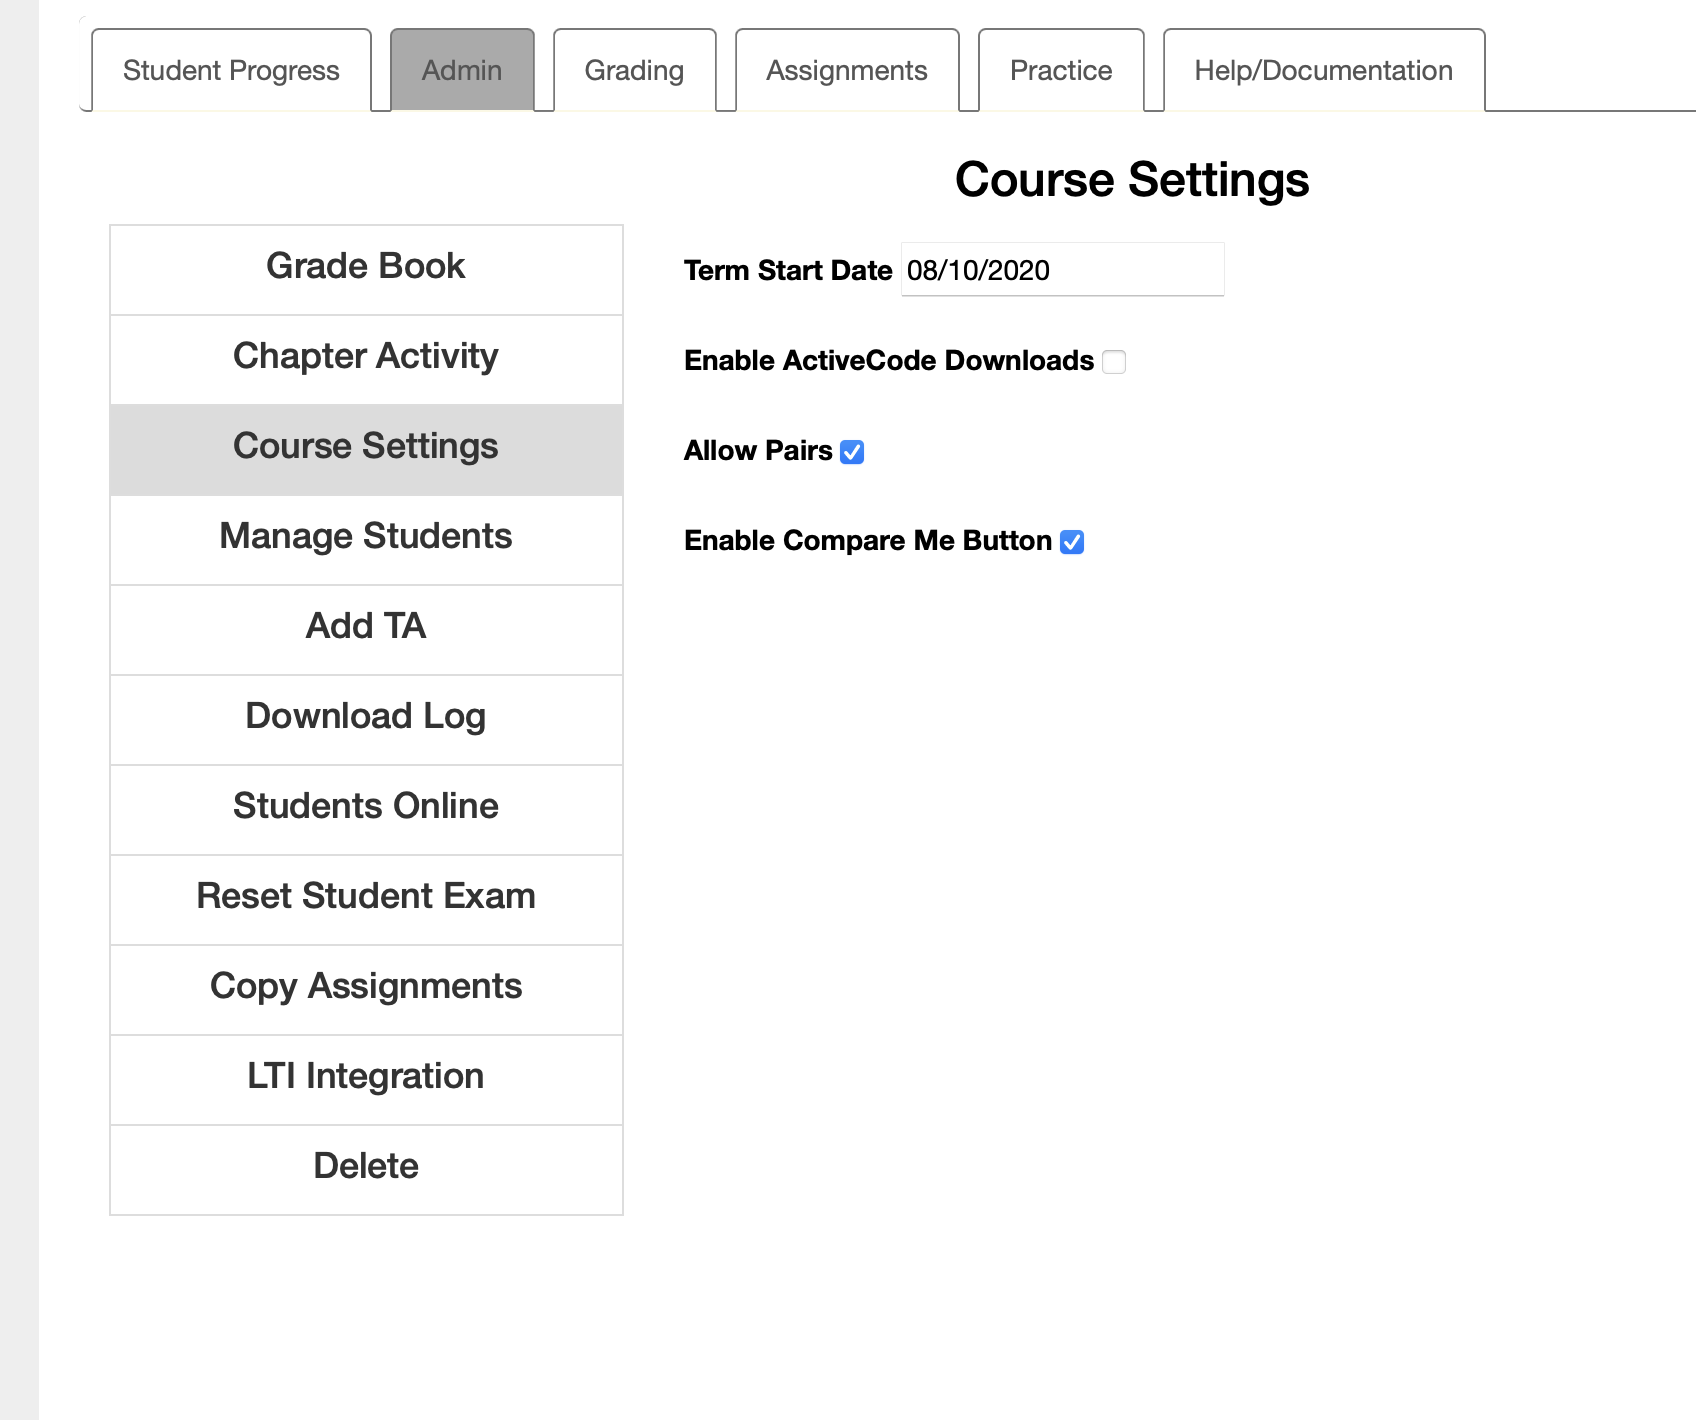 Student Progress
Admin
Grading
Assignments
Practice
Help/Documentation
Course Settings
Grade Book
Chapter Activity
Course Settings
Manage Students
Add TA
Download Log
Students Online
Reset Student Exam
Copy Assignments
LTI Integration
Delete
Term Start Date 08/10/2020
Enable ActiveCode Downloads
Allow Pairs
Enable Compare Me Button